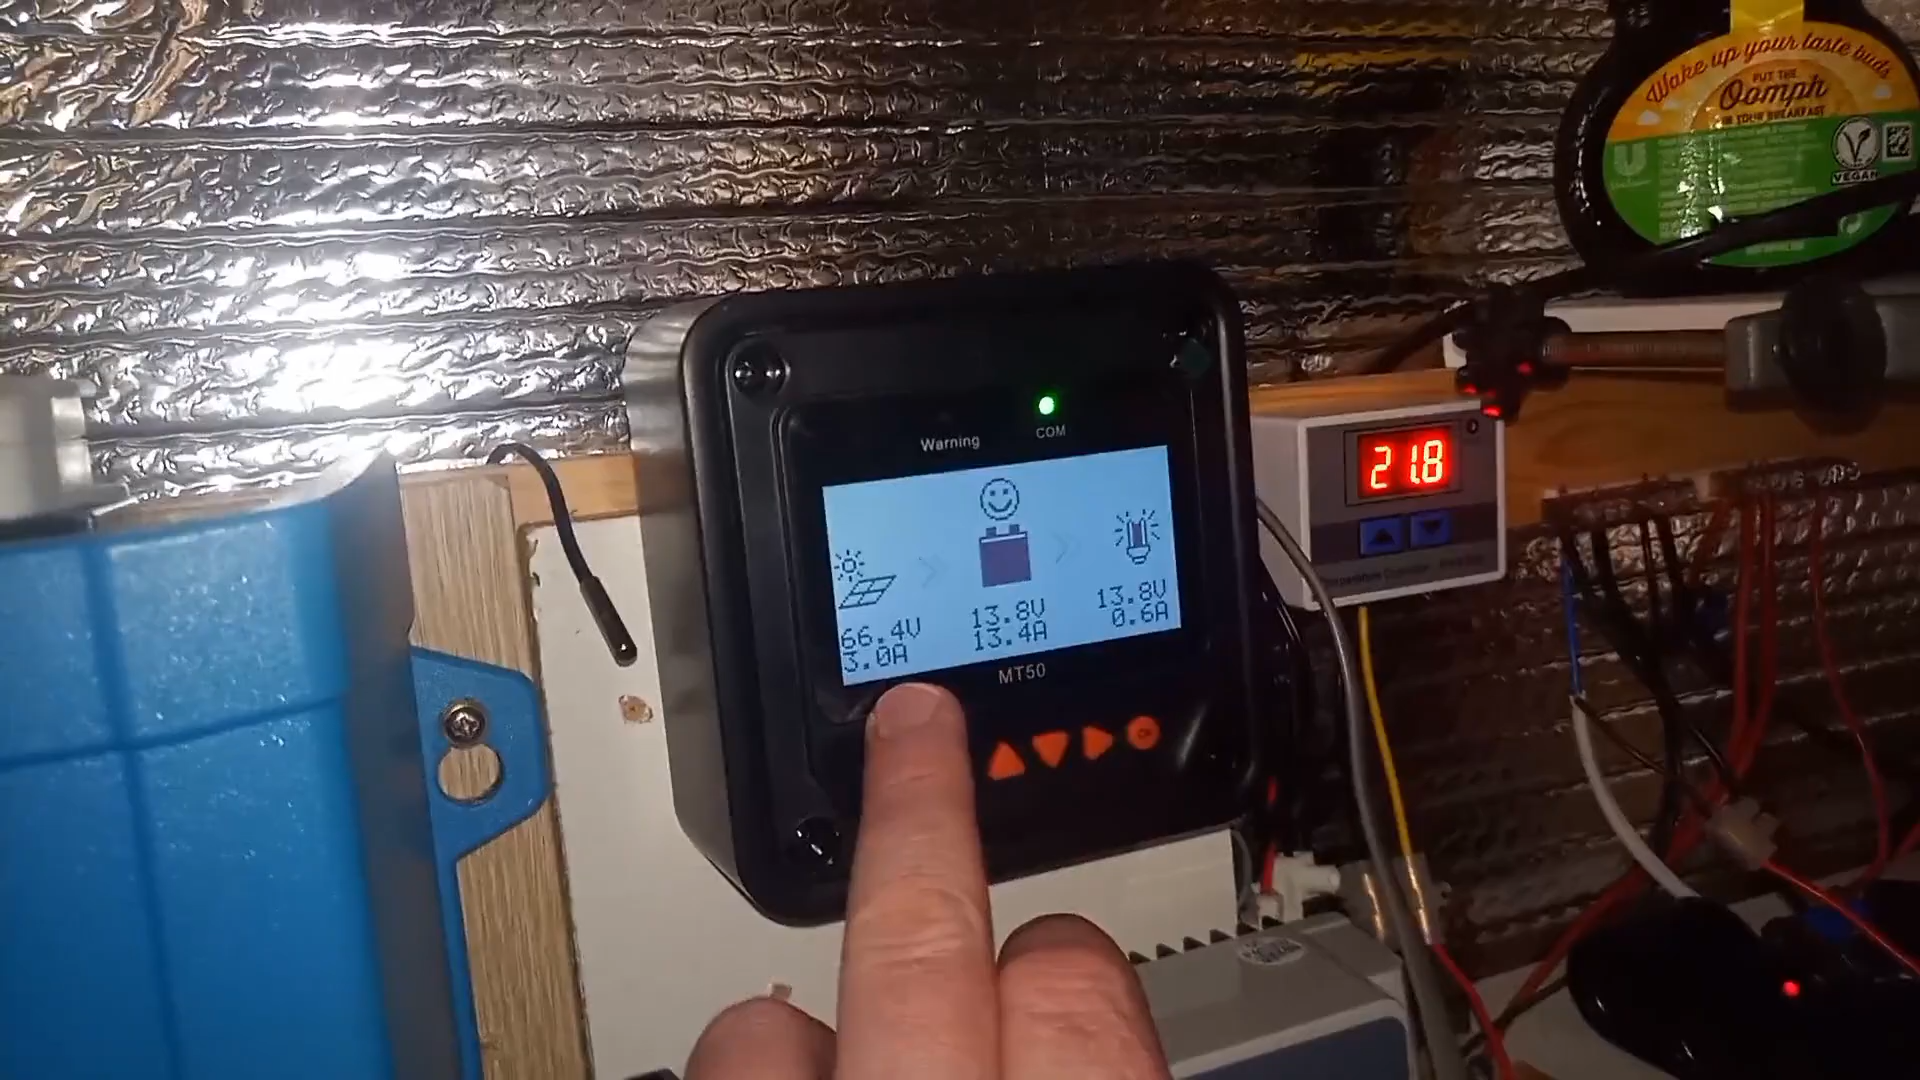 Wake up your taste buds
PUT THE
Oomph
IN YOUR BREAKFAST
VEGAN
COM
Warning
21.8
66.4V
3.0A
13.8V
13.4A
13.8V
0.6A
MT50
OK